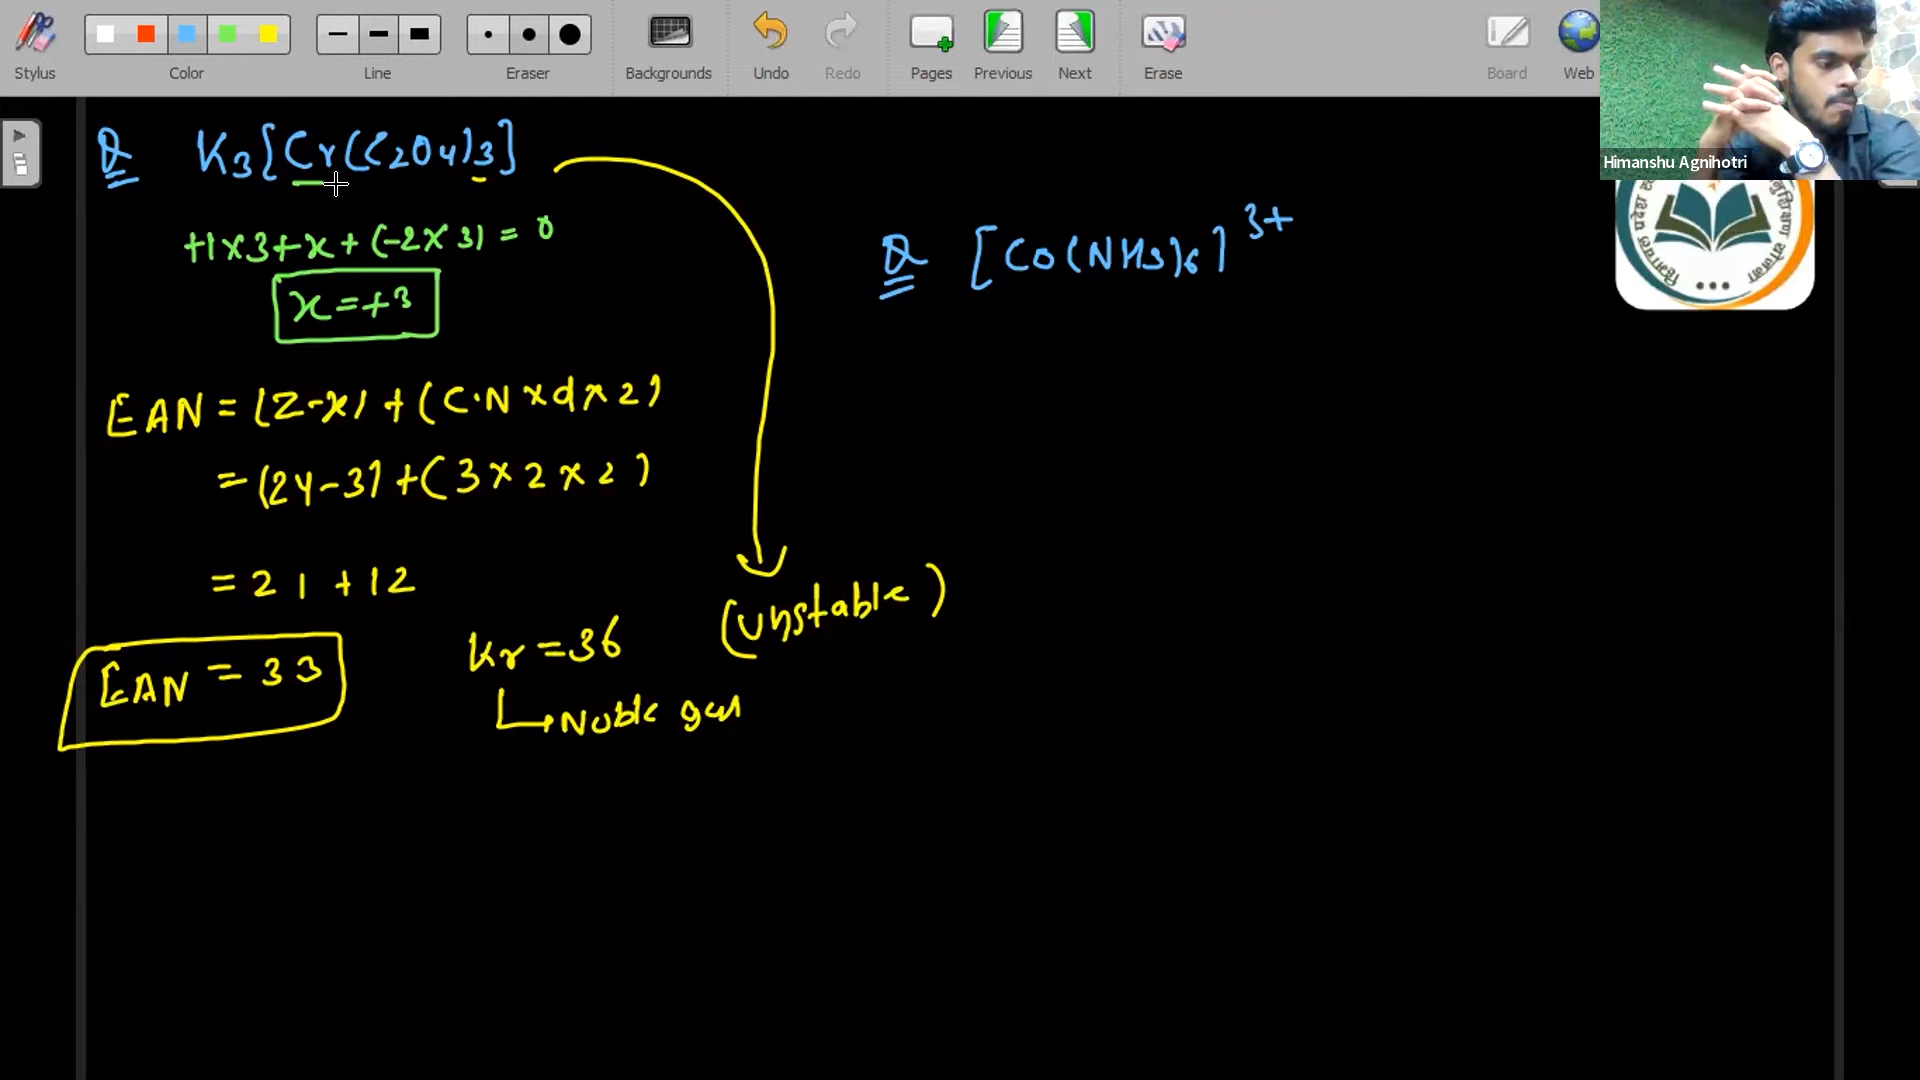 Stylus
Color
Line
Eraser
Backgrounds
Undo
Redo
Pages
Previous
Next
Erase
Board
Web
Himanshu Agnihotri
Q K3[Cr(C2O4)3]
+1×3+x+(-2×3) = 0
x=+3
EAN = (Z-x) + (C.N × d × 2)
= (24-3) + (3 × 2 × 2)
= 21 + 12
EAN = 33
Kr = 36
Noble gas
(Unstable)
Q [Co(NH3)6]3+